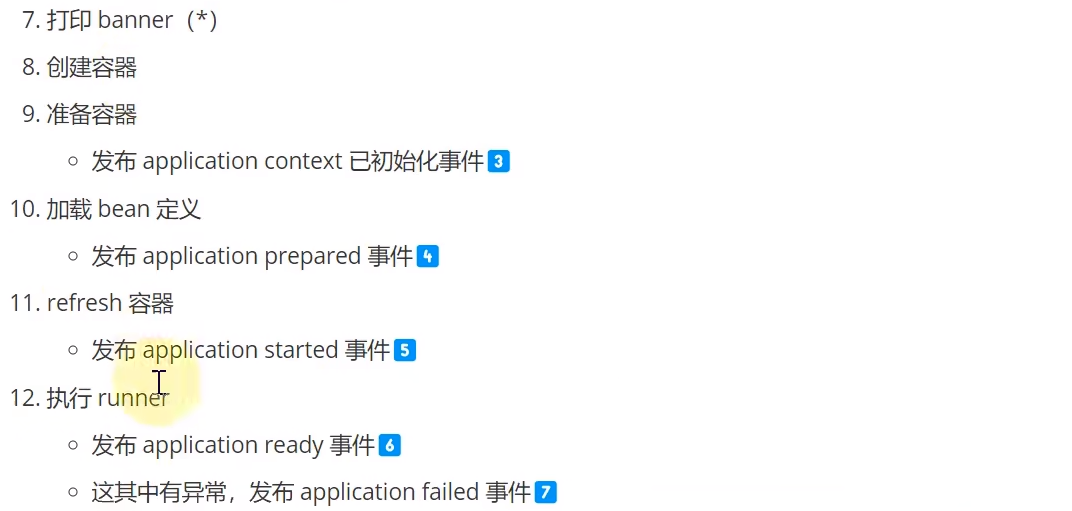 7. 打印 banner（*）
8. 创建容器
9. 准备容器
○ 发布 application context 已初始化事件3️⃣
10. 加载 bean 定义
○ 发布 application prepared 事件4️⃣
11. refresh 容器
○ 发布 application started 事件5️⃣
12. 执行 runner
○ 发布 application ready 事件6️⃣
○ 这其中有异常，发布 application failed 事件7️⃣